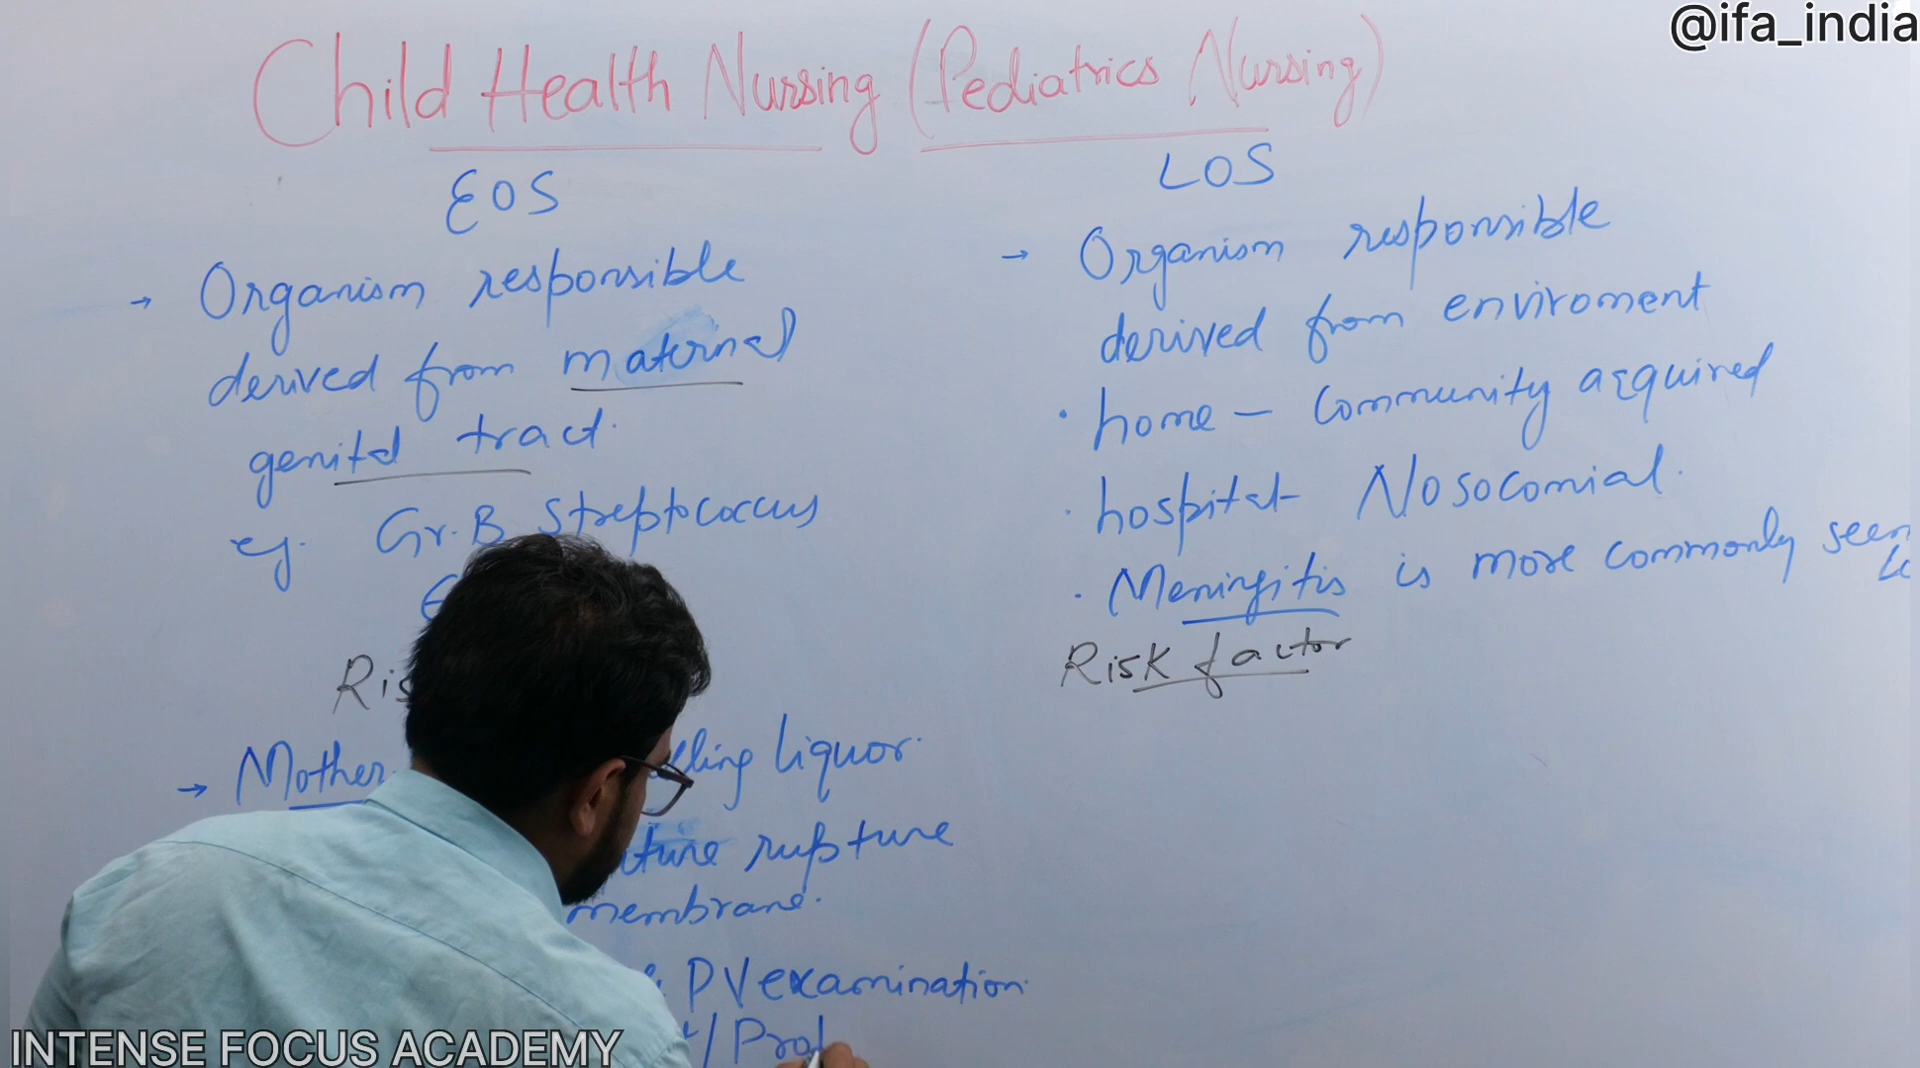 @ifa_india
Child Health Nursing (Pediatrics Nursing)
EOS
→ Organism responsible
derived from maternal
genital tract.
eg. Gr. B Streptococcus
→ Mother
liquor.
rupture
membrane.
PV examination
LOS
→ Organism responsible
derived from enviroment
• home - Community acquired
• hospital - Nosocomial.
• Meningitis is more commonly seen
Risk factor
INTENSE FOCUS ACADEMY